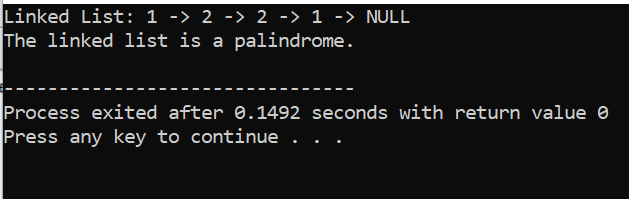 Linked List: 1 -> 2 -> 2 -> 1 -> NULL
The linked list is a palindrome.
--------------------------------
Process exited after 0.1492 seconds with return value 0
Press any key to continue . . .